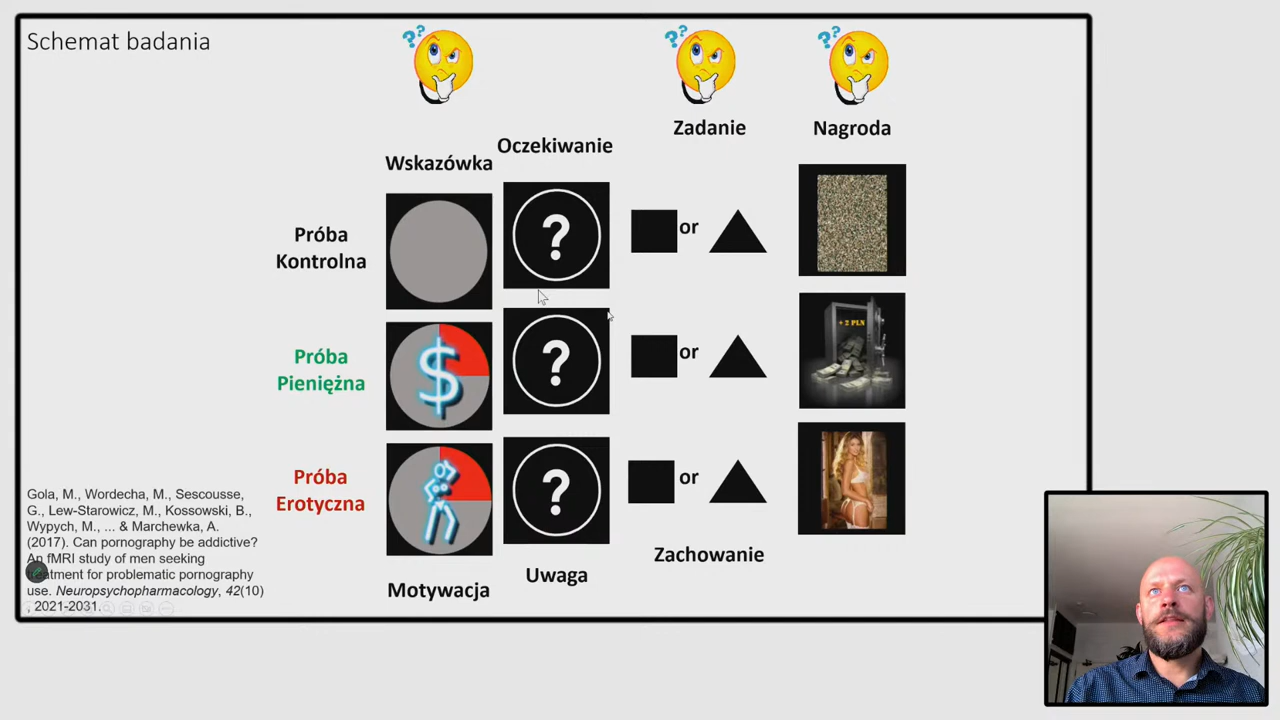 Schemat badania
Zadanie
Nagroda
Oczekiwanie
Wskazówka
Próba
Kontrolna
?
or
Próba
Pieniężna
$
?
or
+ 2 PLN
Próba
Erotyczna
?
or
Zachowanie
Uwaga
Motywacja
Gola, M., Wordecha, M., Sescousse,
G., Lew-Starowicz, M., Kossowski, B.,
Wypych, M., ... & Marchewka, A.
(2017). Can pornography be addictive?
An fMRI study of men seeking
treatment for problematic pornography
use. Neuropsychopharmacology, 42(10)
, 2021-2031.